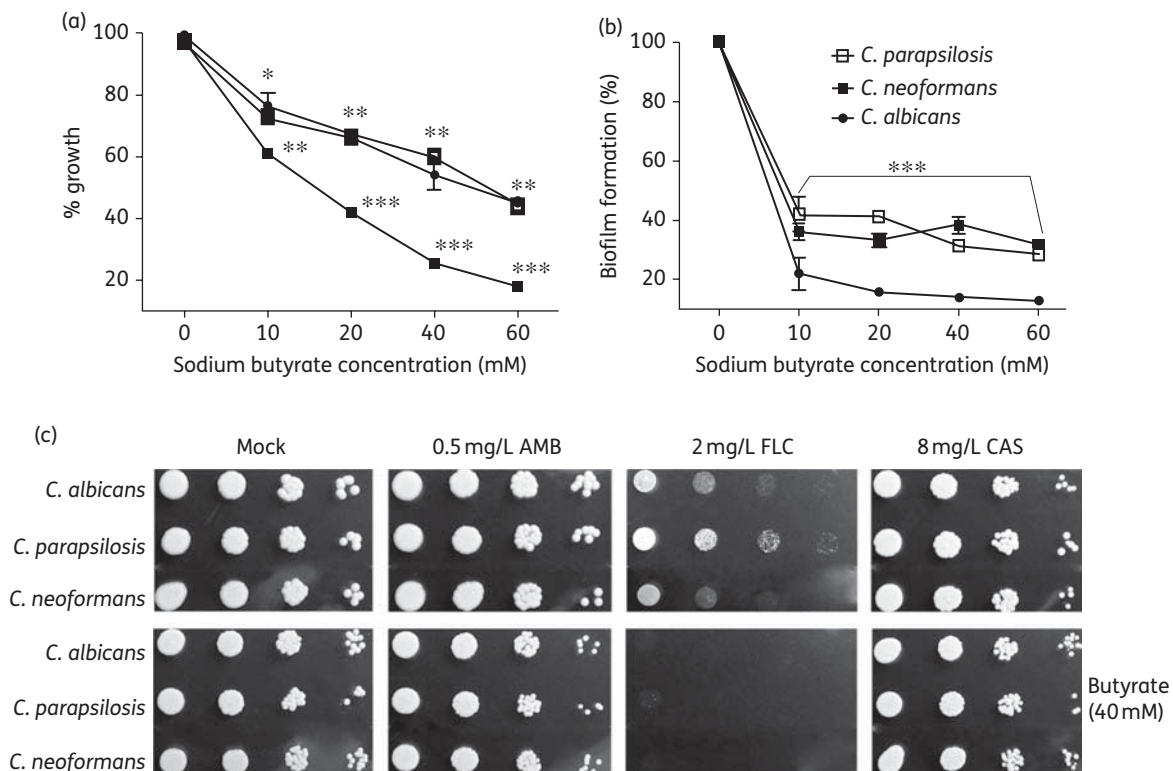 (a)
100
80
60
40
20
% growth
*
**
**
**
**
***
***
***
0 10 20 40 60
Sodium butyrate concentration (mM)
(b)
100
80
60
40
20
Biofilm formation (%)
C. parapsilosis
C. neoformans
C. albicans
***
0 10 20 40 60
Sodium butyrate concentration (mM)
(c)
Mock 0.5 mg/L AMB 2 mg/L FLC 8 mg/L CAS
C. albicans
C. parapsilosis
C. neoformans
C. albicans
C. parapsilosis
C. neoformans
Butyrate
(40 mM)